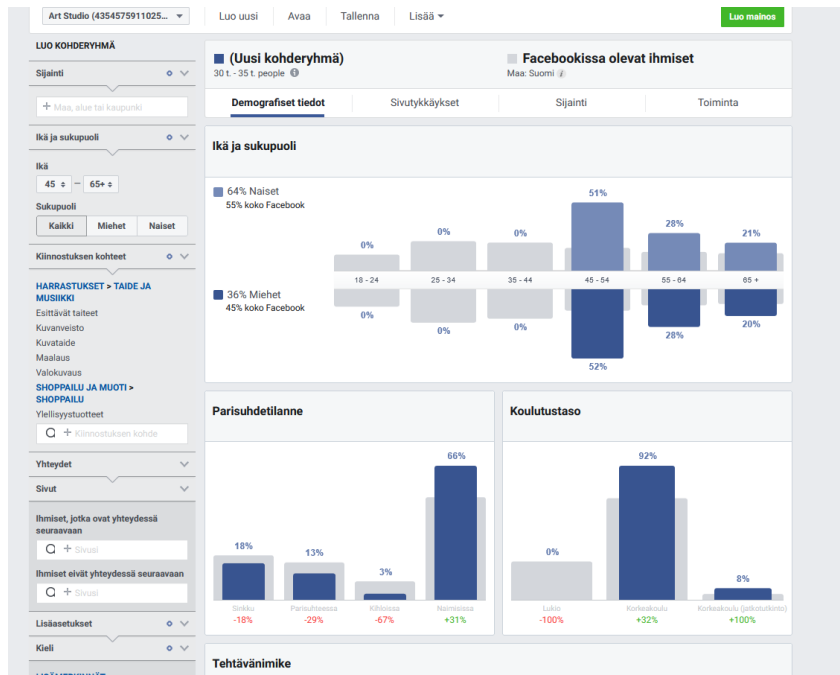 Art Studio (4354575911025...
Luo uusi
Avaa
Tallenna
Lisää
Luo mainos
LUO KOHDERYHMÄ
Sijainti
+ Maa, alue tai kaupunki
Ikä ja sukupuoli
Ikä
45 – 65+
Sukupuoli
Kaikki Miehet Naiset
Kiinnostuksen kohteet
HARRASTUKSET > TAIDE JA
MUSIIKKI
Esittävät taiteet
Kuvanveisto
Kuvataide
Maalaus
Valokuvaus
SHOPPAILU JA MUOTI >
SHOPPAILU
Ylellisyystuotteet
+ Kiinnostuksen kohde
Yhteydet
Sivut
Ihmiset, jotka ovat yhteydessä
seuraavaan
+ Sivusi
Ihmiset eivät yhteydessä seuraavaan
+ Sivusi
Lisäasetukset
Kieli
(Uusi kohderyhmä)
30 t. - 35 t. people
Facebookissa olevat ihmiset
Maa: Suomi
Demografiset tiedot
Sivutykkäykset
Sijainti
Toiminta
Ikä ja sukupuoli
64% Naiset
55% koko Facebook
0% 0% 0% 51% 28% 21%
18 - 24 25 - 34 35 - 44 45 - 54 55 - 64 65 +
36% Miehet
45% koko Facebook
0% 0% 0% 52% 28% 20%
Parisuhdetilanne
18% 13% 3% 66%
Sinkku Parisuhteessa Kihloissa Naimisissa
-18% -29% -67% +31%
Koulutustaso
0% 92% 8%
Lukio Korkeakoulu Korkeakoulu (jatkotutkinto)
-100% +32% +100%
Tehtävänimike